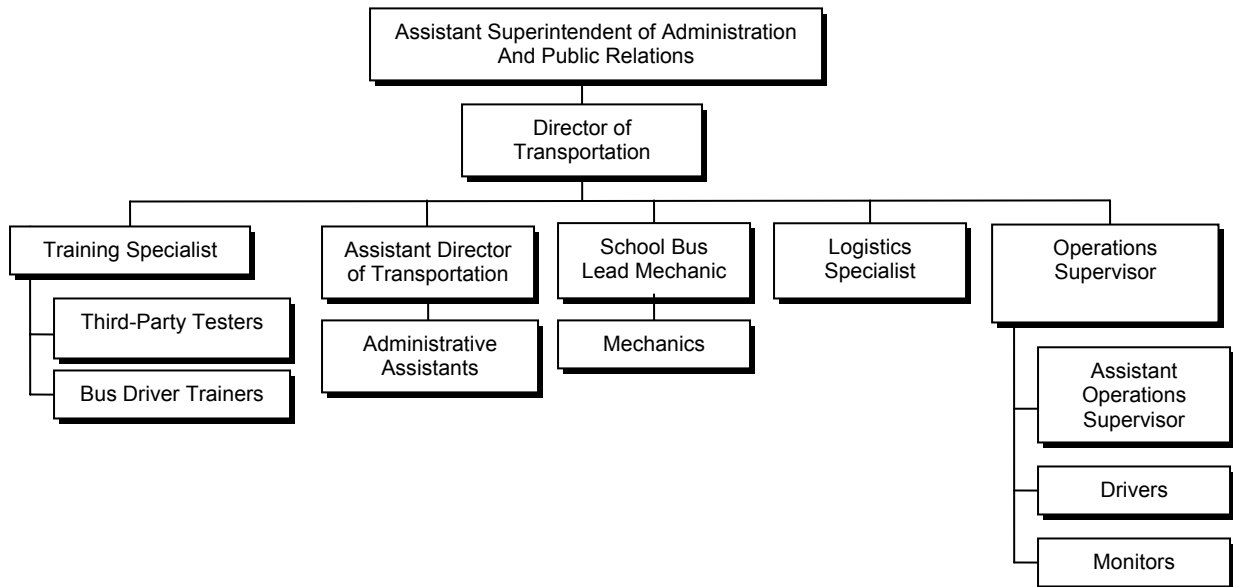 Assistant Superintendent of Administration
And Public Relations
Director of
Transportation
Training Specialist
Third-Party Testers
Bus Driver Trainers
Assistant Director
of Transportation
Administrative
Assistants
School Bus
Lead Mechanic
Mechanics
Logistics
Specialist
Operations
Supervisor
Assistant
Operations
Supervisor
Drivers
Monitors